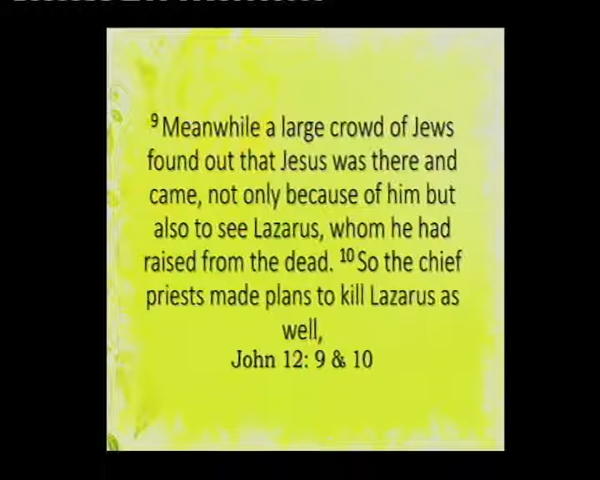 ⁹ Meanwhile a large crowd of Jews
found out that Jesus was there and
came, not only because of him but
also to see Lazarus, whom he had
raised from the dead. ¹⁰ So the chief
priests made plans to kill Lazarus as
well,
John 12: 9 & 10